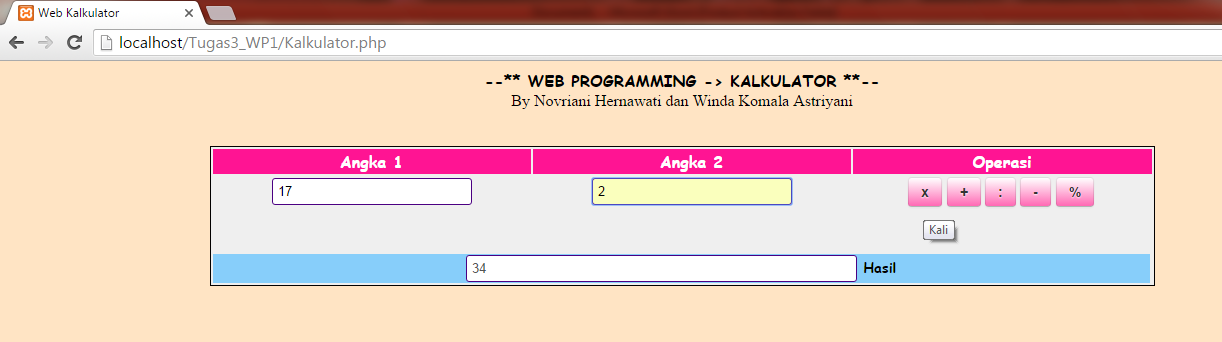 Web Kalkulator
localhost/Tugas3_WP1/Kalkulator.php
--** WEB PROGRAMMING -> KALKULATOR **--
By Novriani Hernawati dan Winda Komala Astriyani
Angka 1 Angka 2 Operasi
17 2 x + : - %
Kali
34 Hasil